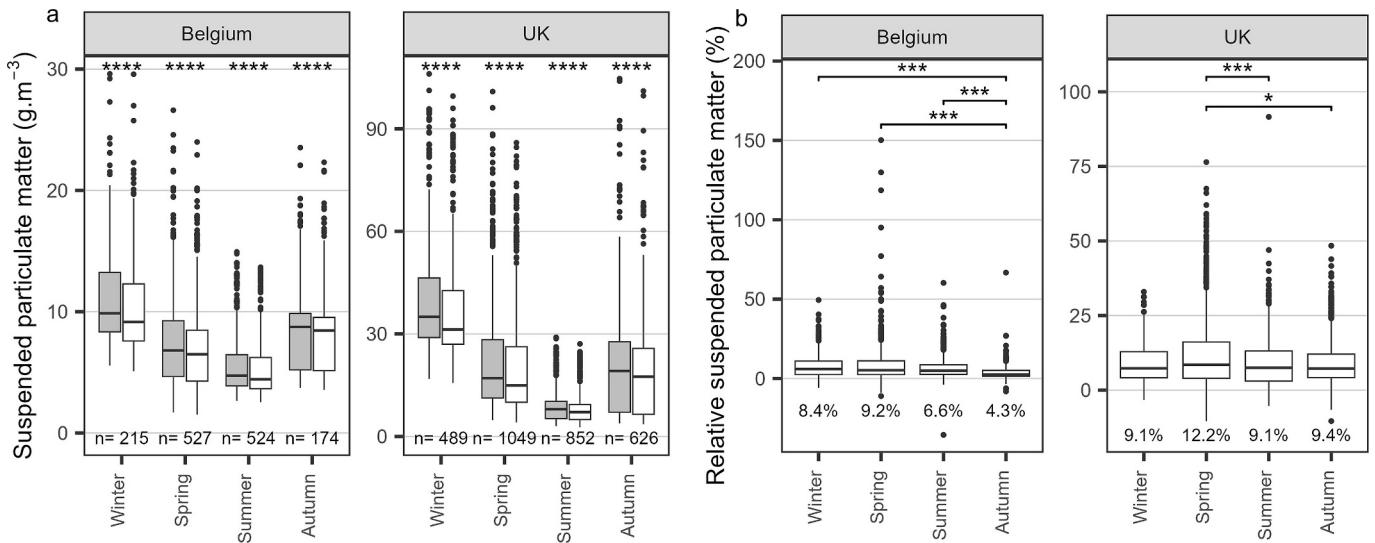 a
Belgium
UK
Suspended particulate matter (g.m⁻³)
30
20
10
0
**** **** **** ****
n= 215 n= 527 n= 524 n= 174
Winter
Spring
Summer
Autumn
90
60
30
0
**** **** **** ****
n= 489 n= 1049 n= 852 n= 626
Winter
Spring
Summer
Autumn
b
Belgium
UK
Relative suspended particulate matter (%)
200
150
100
50
0
***
***
***
8.4% 9.2% 6.6% 4.3%
Winter
Spring
Summer
Autumn
100
75
50
25
0
***
*
9.1% 12.2% 9.1% 9.4%
Winter
Spring
Summer
Autumn